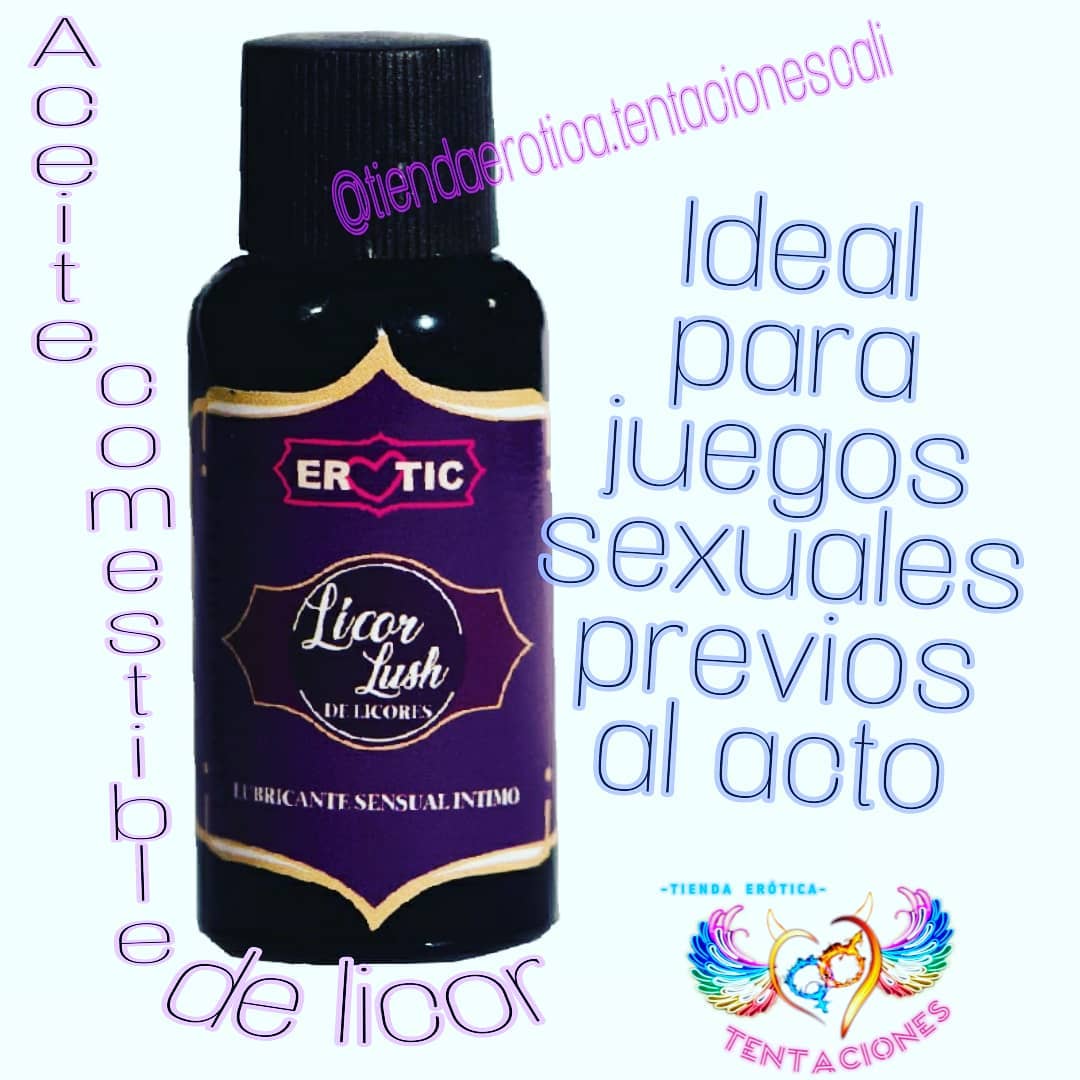 Aceite comestible de licor
@tiendaerotica.tentacionescali
Ideal
para
juegos
sexuales
previos
al acto
EROTIC
Licor
Lush
DE LICORES
LUBRICANTE SENSUAL INTIMO
-TIENDA ERÓTICA-
TENTACIONES